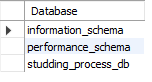 Database
information_schema
performance_schema
studding_process_db